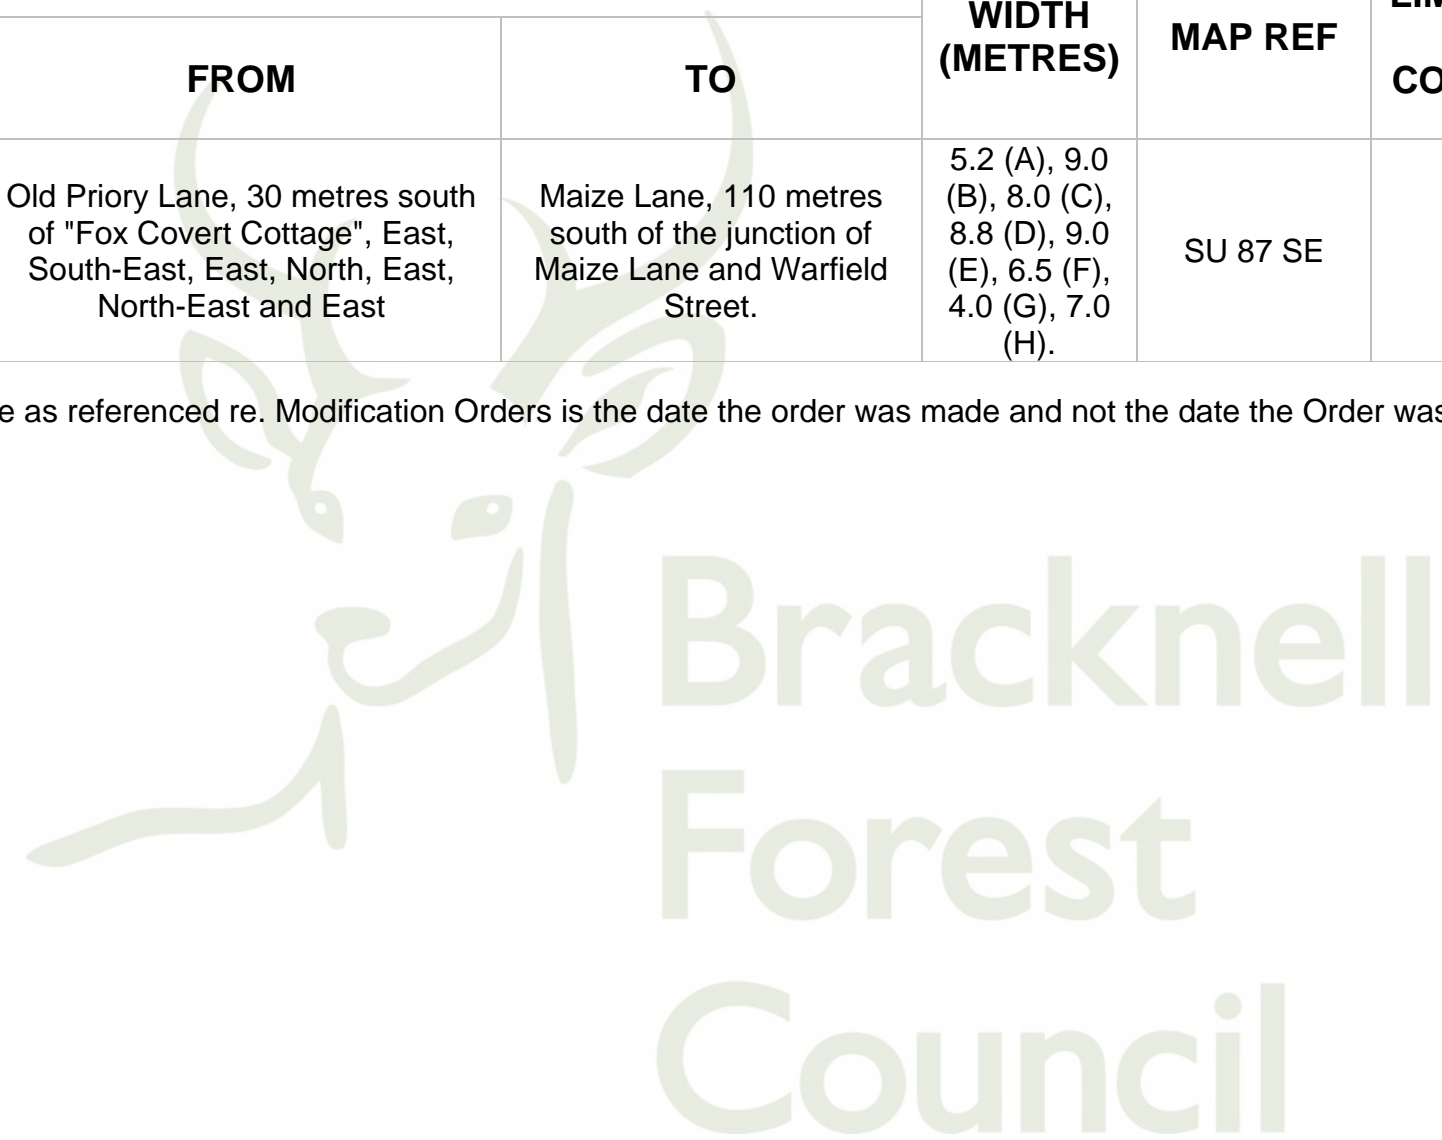 WIDTH
(METRES)
MAP REF
CO
FROM
TO
Old Priory Lane, 30 metres south
of "Fox Covert Cottage", East,
South-East, East, North, East,
North-East and East
Maize Lane, 110 metres
south of the junction of
Maize Lane and Warfield
Street.
5.2 (A), 9.0
(B), 8.0 (C),
8.8 (D), 9.0
(E), 6.5 (F),
4.0 (G), 7.0
(H).
SU 87 SE
e as referenced re. Modification Orders is the date the order was made and not the date the Order was
Bracknell
Forest
Council